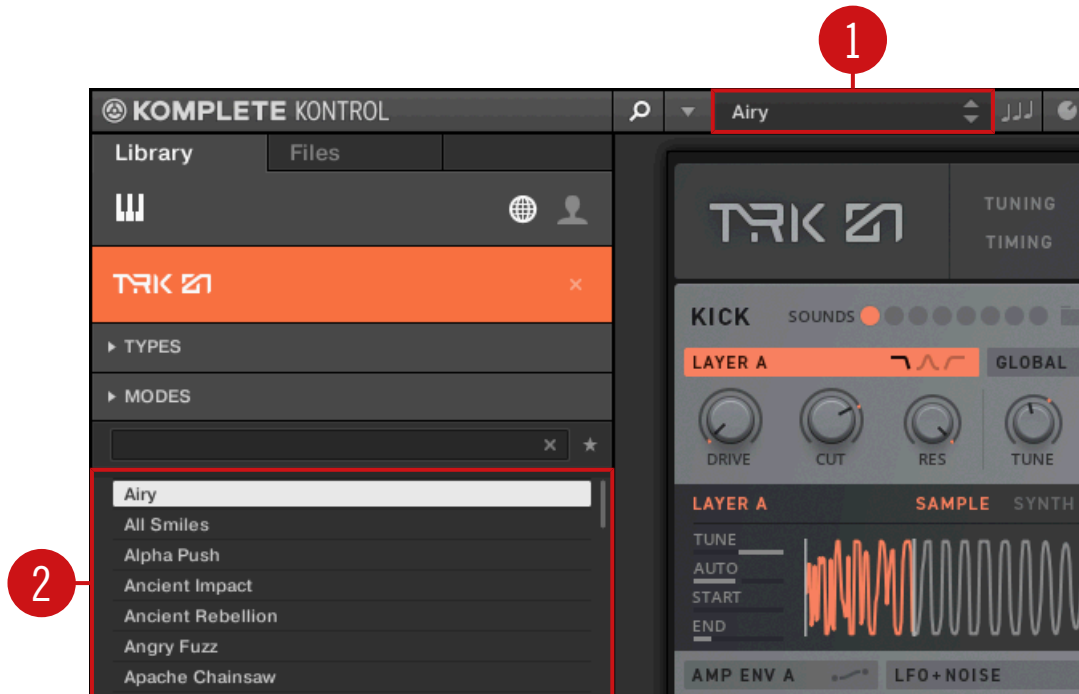 1
KOMPLETE KONTROL
Airy
Library Files
TRK 01
TUNING
TIMING
TRK 01
TYPES
MODES
KICK SOUNDS
LAYER A GLOBAL
DRIVE CUT RES TUNE
2
Airy
All Smiles
Alpha Push
Ancient Impact
Ancient Rebellion
Angry Fuzz
Apache Chainsaw
LAYER A SAMPLE SYNTH
TUNE
AUTO
START
END
AMP ENV A LFO+NOISE